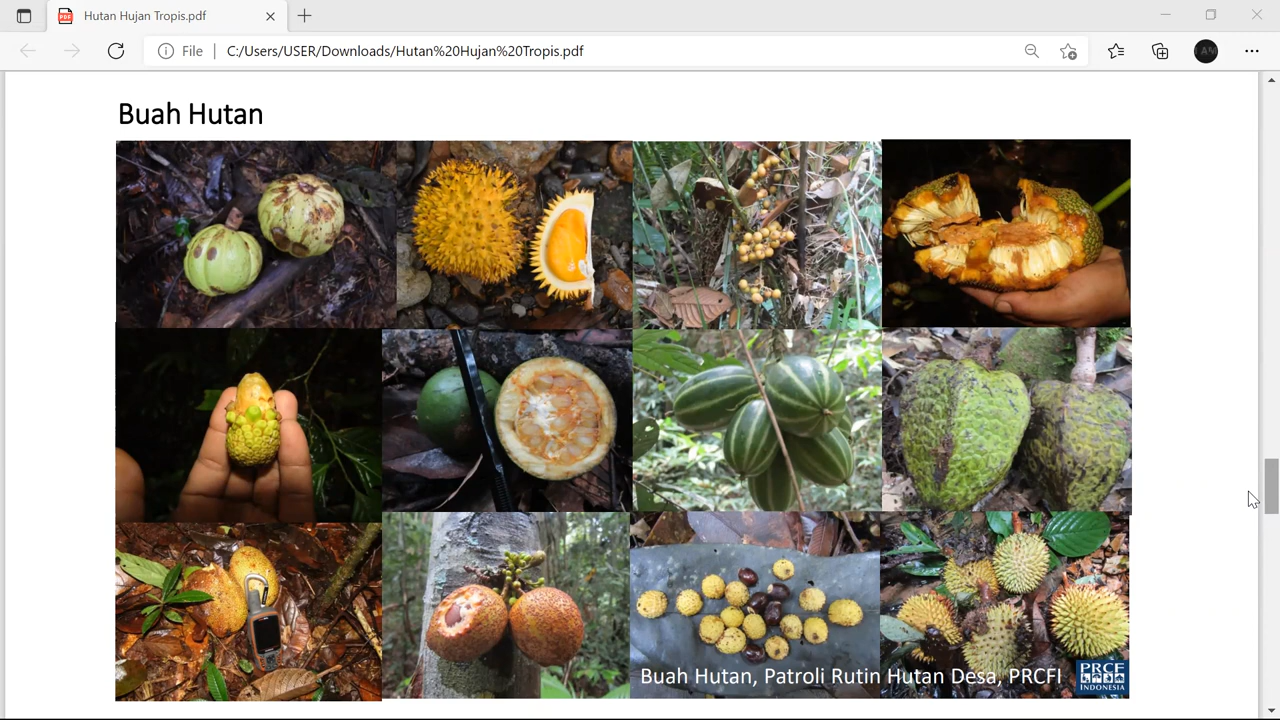 Hutan Hujan Tropis.pdf
File
C:/Users/USER/Downloads/Hutan%20Hujan%20Tropis.pdf
Buah Hutan
Buah Hutan, Patroli Rutin Hutan Desa, PRCFI
PRCF
INDONESIA